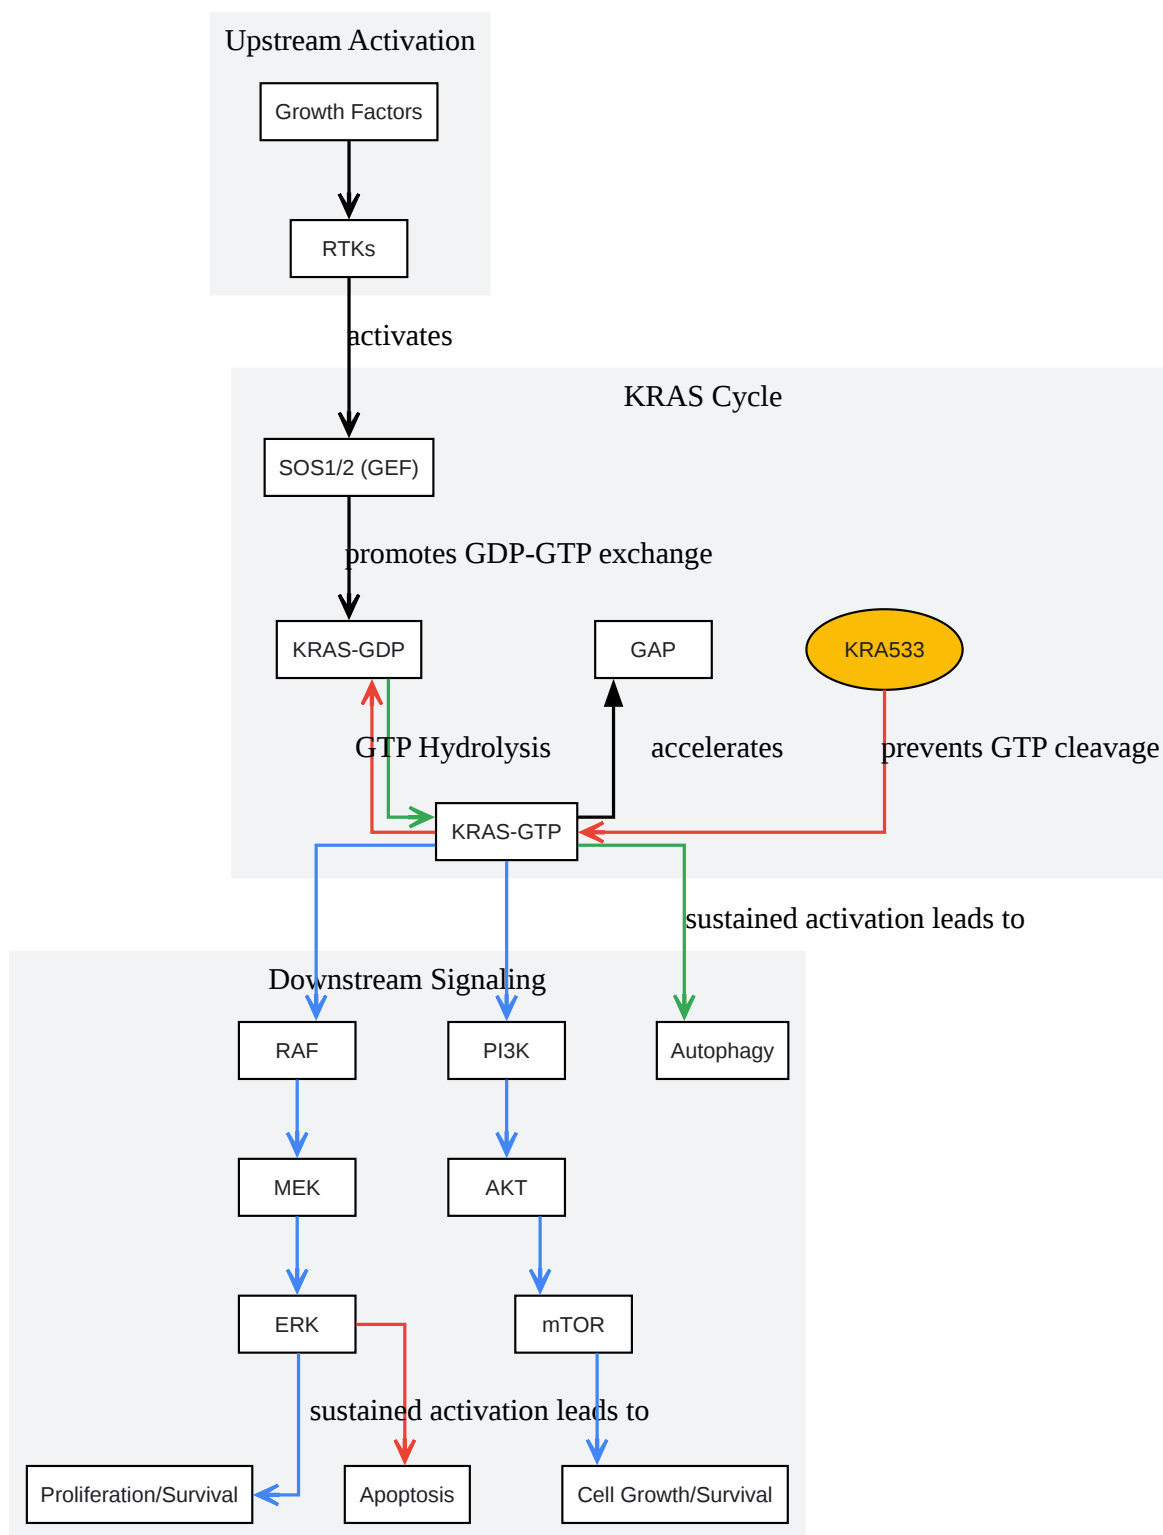 Upstream Activation
Growth Factors
RTKs
activates
KRAS Cycle
SOS1/2 (GEF)
promotes GDP-GTP exchange
KRAS-GDP
GAP
KRA533
GTP Hydrolysis
accelerates
prevents GTP cleavage
KRAS-GTP
sustained activation leads to
Downstream Signaling
RAF
PI3K
Autophagy
MEK
AKT
ERK
mTOR
sustained activation leads to
Proliferation/Survival
Apoptosis
Cell Growth/Survival